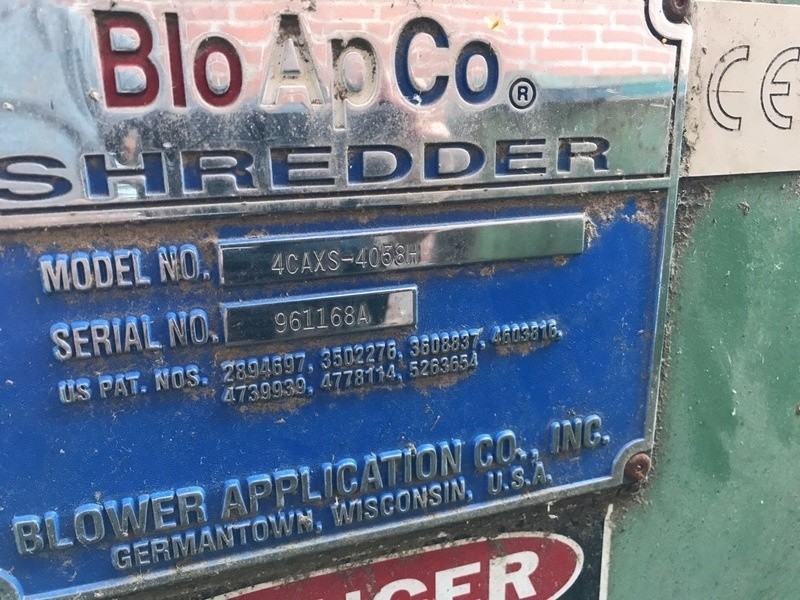 BloApCo®
SHREDDER
CE
MODEL NO. 4CAXS-4058H
SERIAL NO. 961168A
US PAT. NOS. 2894697, 3502276, 3608837, 4603816,
4739939, 4778114, 5263654
BLOWER APPLICATION CO., INC.
GERMANTOWN, WISCONSIN, U.S.A.